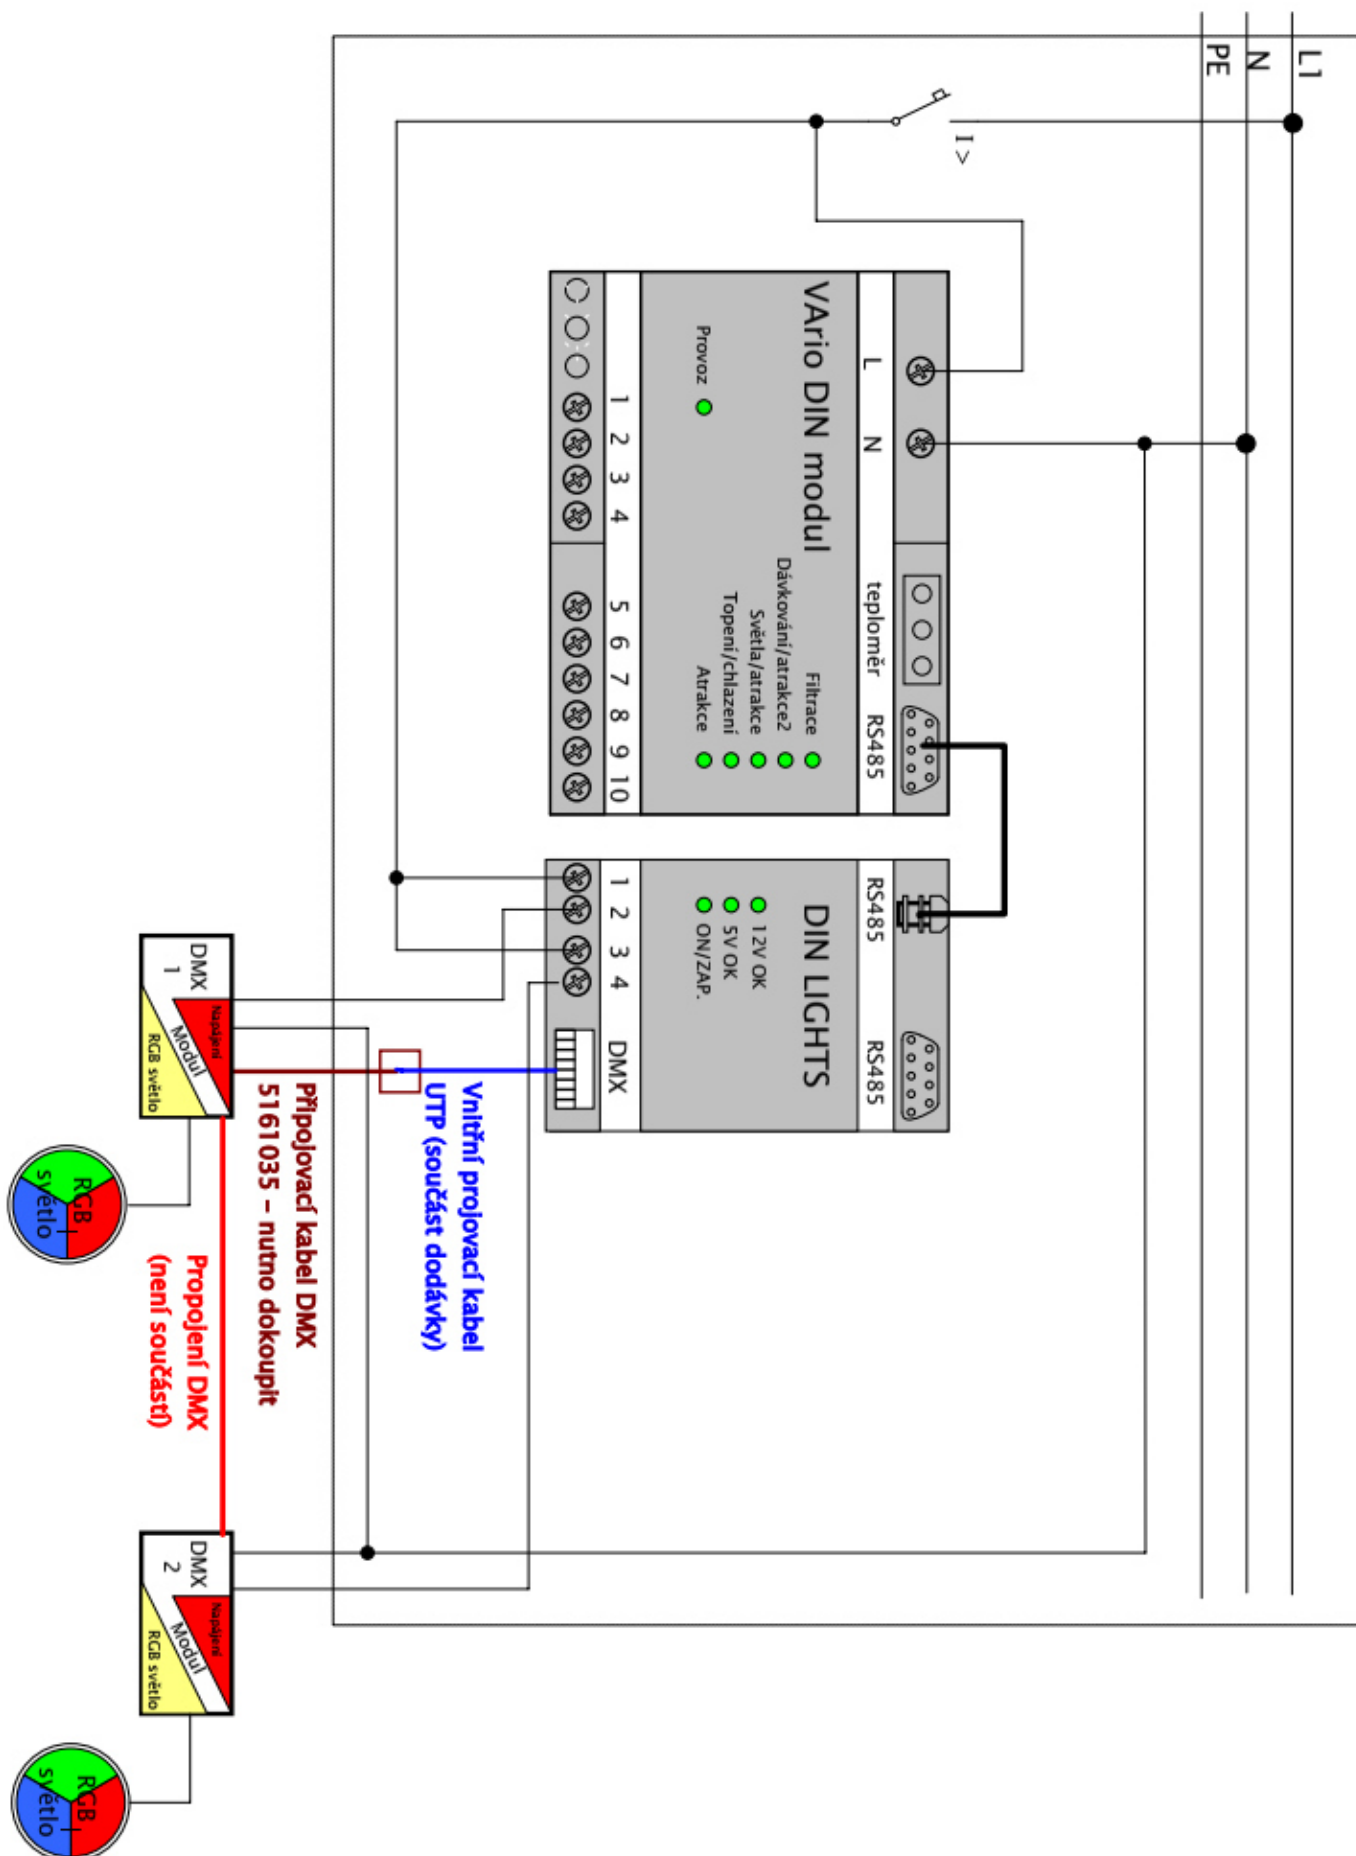 L1
N
PE
I >
VArio DIN modul
L
N
teploměr
RS485
Provoz
Filtrace
Dávkování/atrakce2
Světla/atrakce
Topení/chlazení
Atrakce
1 2 3 4 5 6 7 8 9 10
DIN LIGHTS
RS485
RS485
12V OK
5V OK
ON/ZAP.
1 2 3 4 DMX
Vnitřní projovací kabel
UTP (součást dodávky)
Připojovací kabel DMX
5161035 – nutno dokoupit
Propojení DMX
(není součástí)
DMX
1
Napájení
Modul
RGB světlo
RGB
světlo
DMX
2
Napájení
Modul
RGB světlo
RGB
světlo